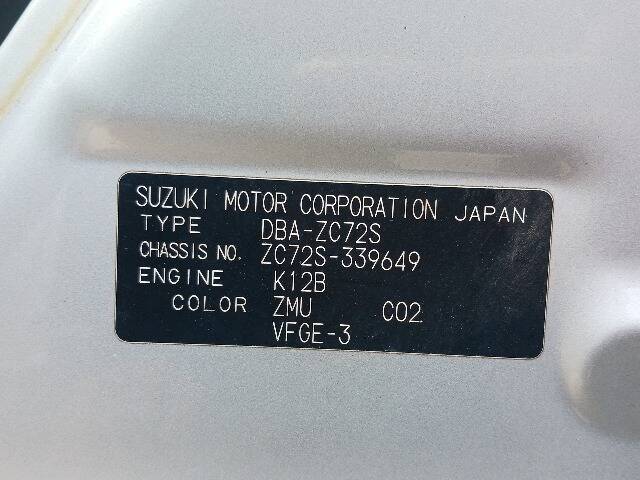 SUZUKI MOTOR CORPORATION JAPAN
TYPE DBA-ZC72S
CHASSIS NO. ZC72S-339649
ENGINE K12B
COLOR ZMU C02
VFGE-3